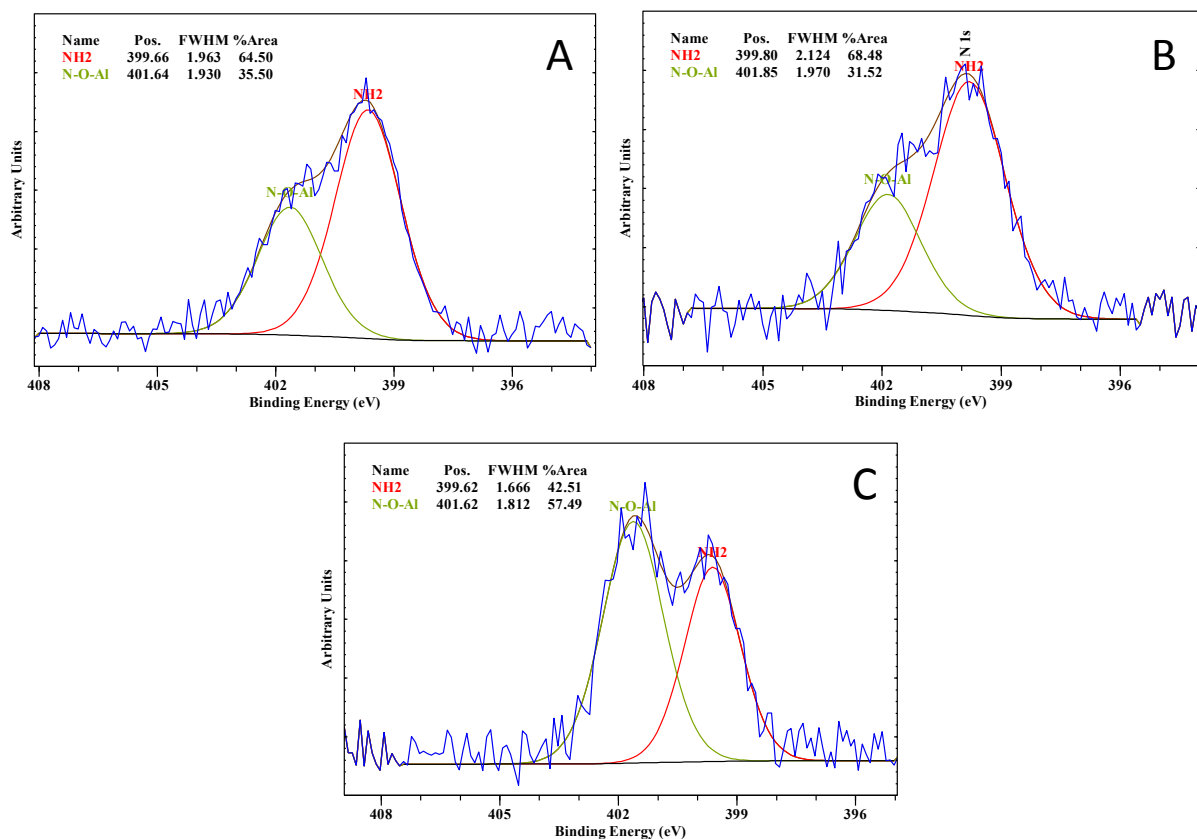 A
Name Pos. FWHM %Area
NH2 399.66 1.963 64.50
N-O-Al 401.64 1.930 35.50
NH2
N-O-Al
Arbitrary Units
408 405 402 399 396
Binding Energy (eV)
B
Name Pos. FWHM %Area
NH2 399.80 2.124 68.48
N-O-Al 401.85 1.970 31.52
N 1s
NH2
N-O-Al
Arbitrary Units
408 405 402 399 396
Binding Energy (eV)
C
Name Pos. FWHM %Area
NH2 399.62 1.666 42.51
N-O-Al 401.62 1.812 57.49
N-O-Al
NH2
Arbitrary Units
408 405 402 399 396
Binding Energy (eV)